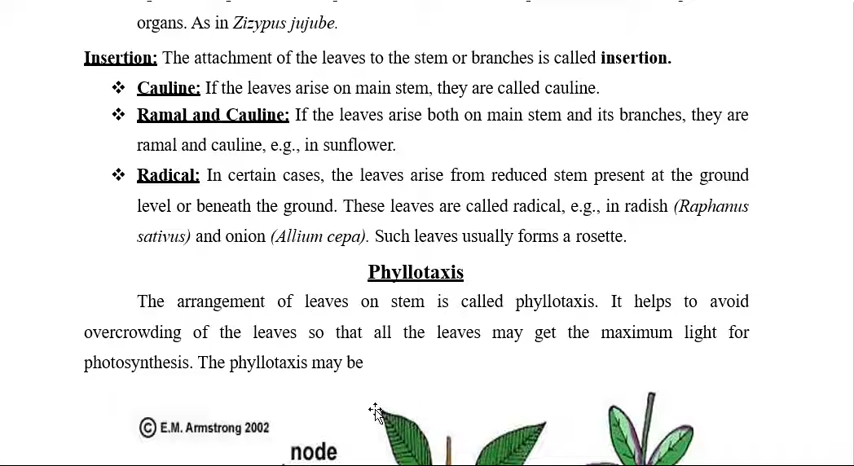 organs. As in Zizypus jujube.
Insertion: The attachment of the leaves to the stem or branches is called insertion.
❖ Cauline: If the leaves arise on main stem, they are called cauline.
❖ Ramal and Cauline: If the leaves arise both on main stem and its branches, they are
ramal and cauline, e.g., in sunflower.
❖ Radical: In certain cases, the leaves arise from reduced stem present at the ground
level or beneath the ground. These leaves are called radical, e.g., in radish (Raphanus
sativus) and onion (Allium cepa). Such leaves usually forms a rosette.
Phyllotaxis
The arrangement of leaves on stem is called phyllotaxis. It helps to avoid
overcrowding of the leaves so that all the leaves may get the maximum light for
photosynthesis. The phyllotaxis may be
© E.M. Armstrong 2002
node